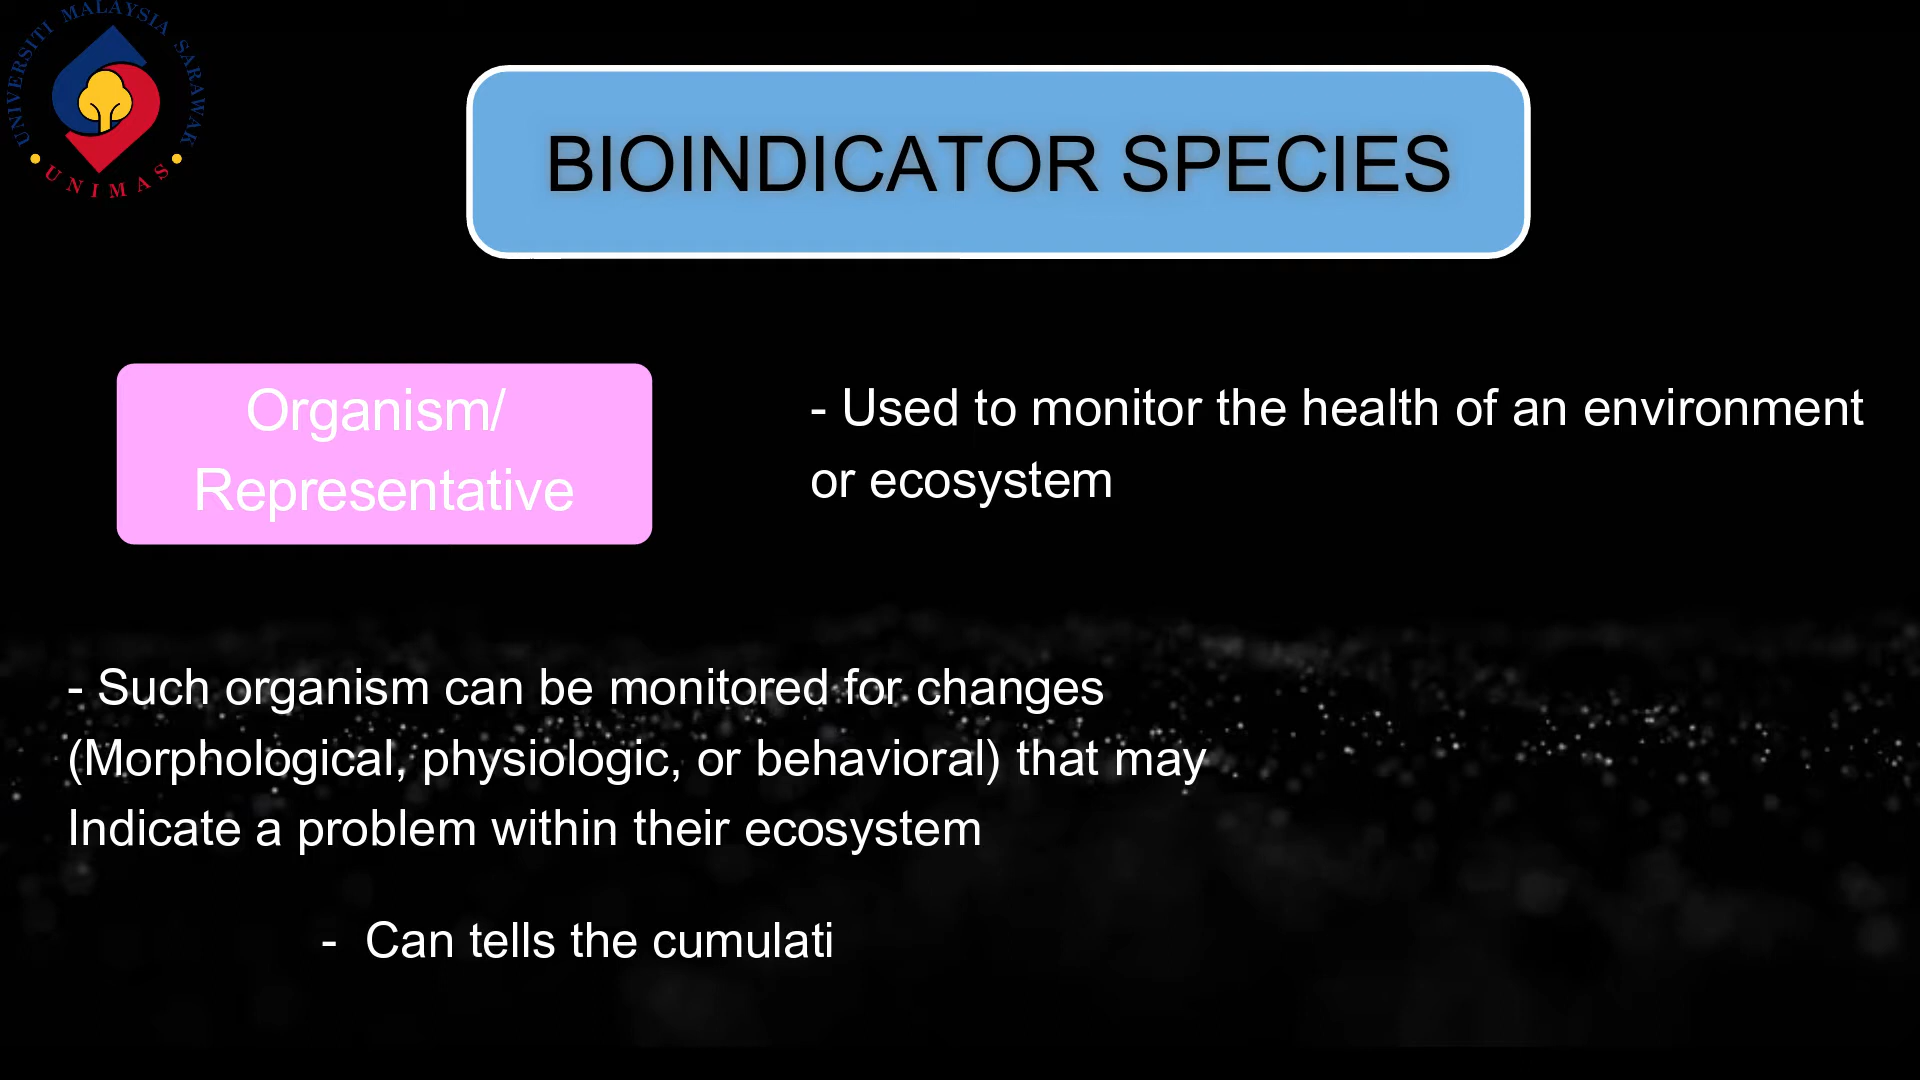 UNIVERSITI MALAYSIA SARAWAK
UNIMAS
BIOINDICATOR SPECIES
Organism/
Representative
- Used to monitor the health of an environment
or ecosystem
- Such organism can be monitored for changes
(Morphological, physiologic, or behavioral) that may
Indicate a problem within their ecosystem
- Can tells the cumulati